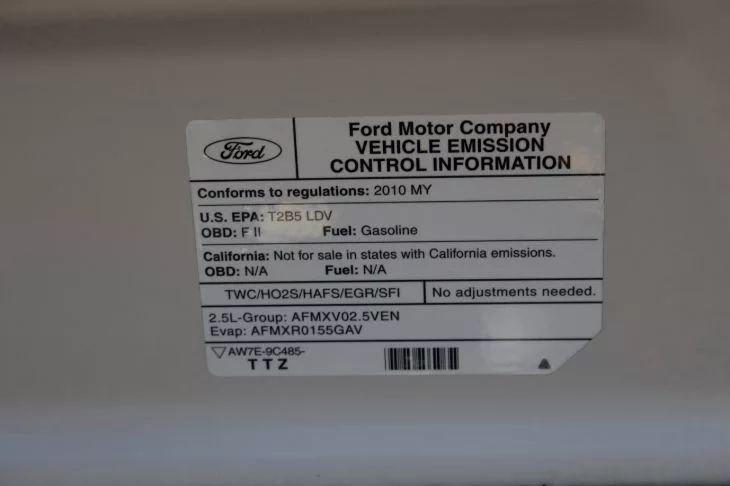 Ford
Ford Motor Company
VEHICLE EMISSION
CONTROL INFORMATION
Conforms to regulations: 2010 MY
U.S. EPA: T2B5 LDV
OBD: F II Fuel: Gasoline
California: Not for sale in states with California emissions.
OBD: N/A Fuel: N/A
TWC/HO2S/HAFS/EGR/SFI No adjustments needed.
2.5L-Group: AFMXV02.5VEN
Evap: AFMXR0155GAV
AW7E-9C485-
TTZ